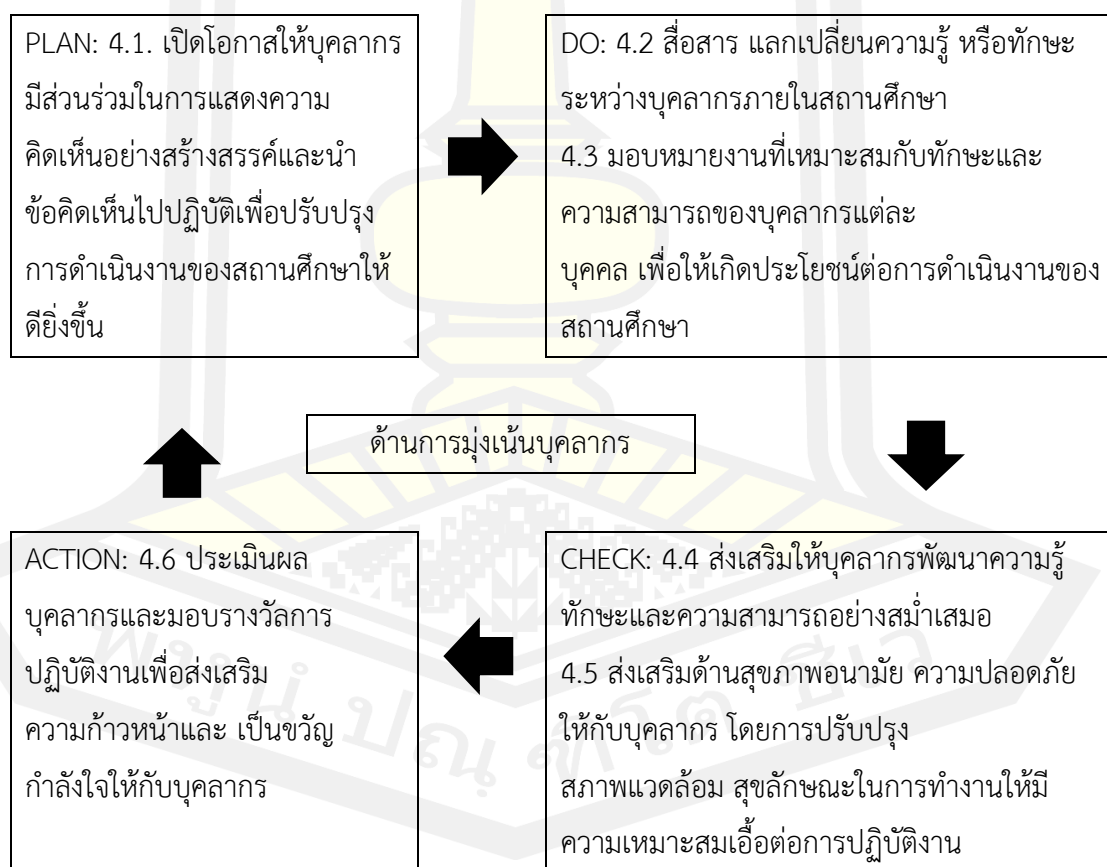 PLAN: 4.1. เปิดโอกาสให้บุคลากร
มีส่วนร่วมในการแสดงความ
คิดเห็นอย่างสร้างสรรค์และนำ
ข้อคิดเห็นไปปฏิบัติเพื่อปรับปรุง
การดำเนินงานของสถานศึกษาให้
ดียิ่งขึ้น
DO: 4.2 สื่อสาร แลกเปลี่ยนความรู้ หรือทักษะ
ระหว่างบุคลากรภายในสถานศึกษา
4.3 มอบหมายงานที่เหมาะสมกับทักษะและ
ความสามารถของบุคลากรแต่ละ
บุคคล เพื่อให้เกิดประโยชน์ต่อการดำเนินงานของ
สถานศึกษา
ด้านการมุ่งเน้นบุคลากร
CHECK: 4.4 ส่งเสริมให้บุคลากรพัฒนาความรู้
ทักษะและความสามารถอย่างสม่ำเสมอ
4.5 ส่งเสริมด้านสุขภาพอนามัย ความปลอดภัย
ให้กับบุคลากร โดยการปรับปรุง
สภาพแวดล้อม สุขลักษณะในการทำงานให้มี
ความเหมาะสมเอื้อต่อการปฏิบัติงาน
ACTION: 4.6 ประเมินผล
บุคลากรและมอบรางวัลการ
ปฏิบัติงานเพื่อส่งเสริม
ความก้าวหน้าและ เป็นขวัญ
กำลังใจให้กับบุคลากร
พหูนํ ปณฺฑิโต ชีเว